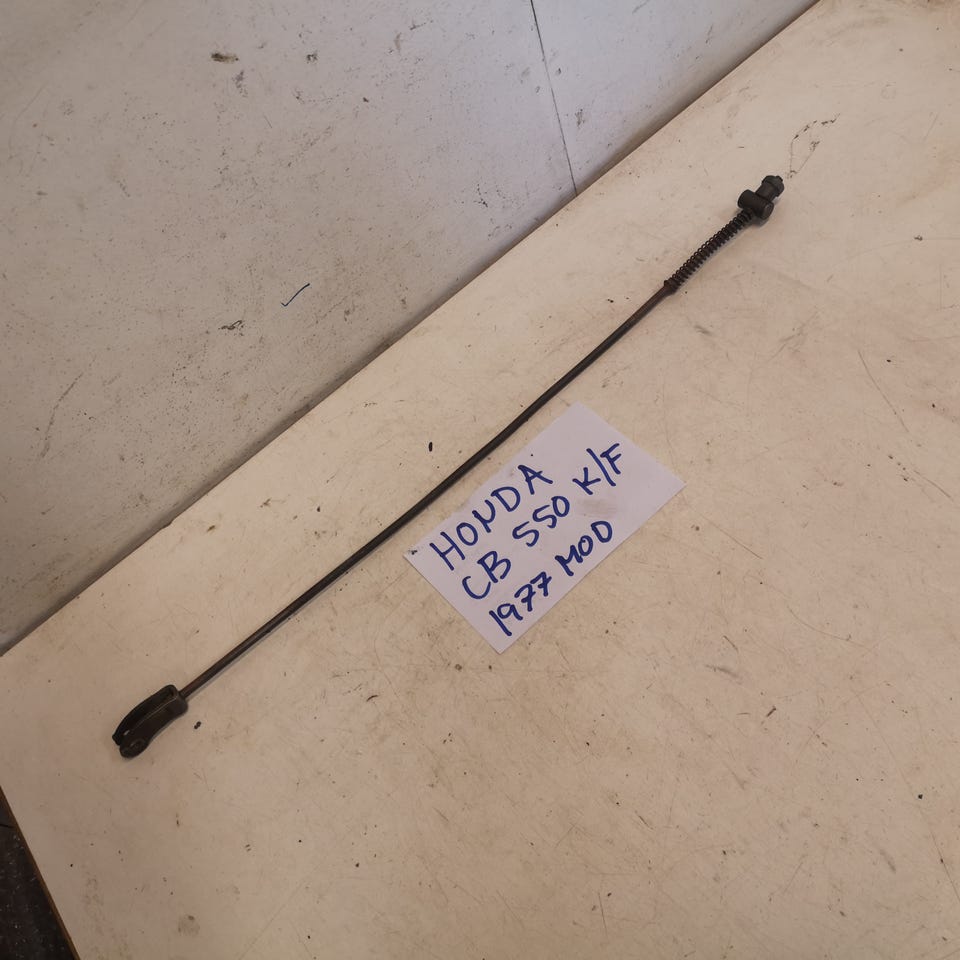 HONDA
CB 550 K/F
1977 MOD